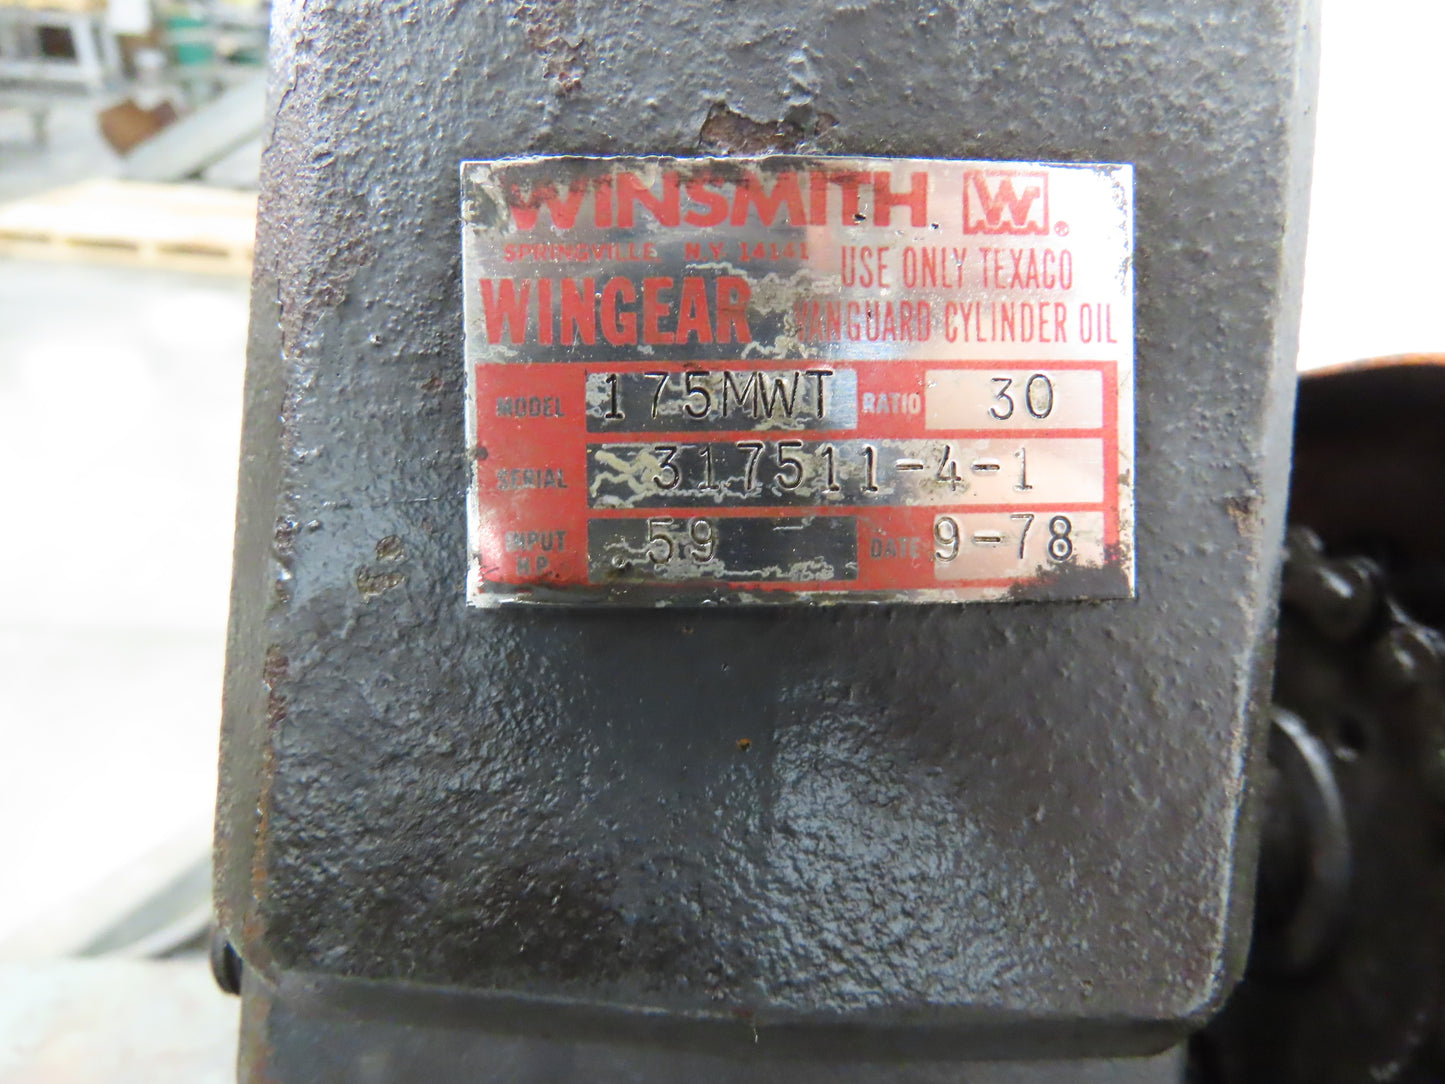 WINSMITH W ®
SPRINGVILLE N.Y. 14141
USE ONLY TEXACO
WINGEAR VANGUARD CYLINDER OIL
MODEL 175MWT RATIO 30
SERIAL 317511-4-1
INPUT H.P. .59 DATE 9-78